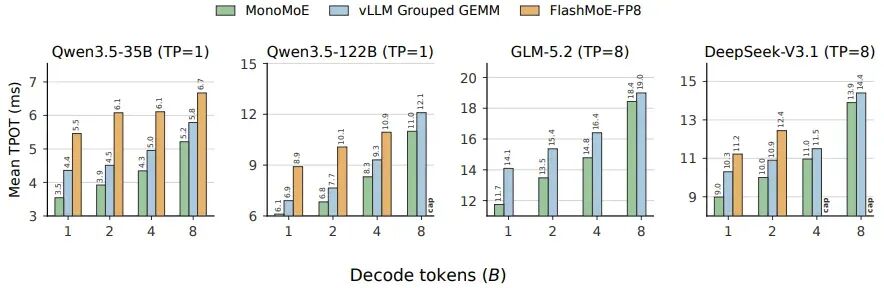 MonoMoE vLLM Grouped GEMM FlashMoE-FP8
Qwen3.5-35B (TP=1)
Mean TPOT (ms)
7
6
5
4
3
3.5 4.4 5.5
3.9 4.5 6.1
4.3 5.0 6.1
5.2 5.8 6.7
1 2 4 8
Qwen3.5-122B (TP=1)
15
12
9
6
6.1 6.9 8.9
6.8 7.7 10.1
8.3 9.3 10.9
11.0 12.1 cap
1 2 4 8
GLM-5.2 (TP=8)
20
18
16
14
12
11.7 14.1
13.5 15.4
14.8 16.4
18.4 19.0
1 2 4 8
DeepSeek-V3.1 (TP=8)
15
13
11
9
9.0 10.3 11.2
10.0 10.9 12.4
11.0 11.5 cap
13.9 14.4 cap
1 2 4 8
Decode tokens (B)